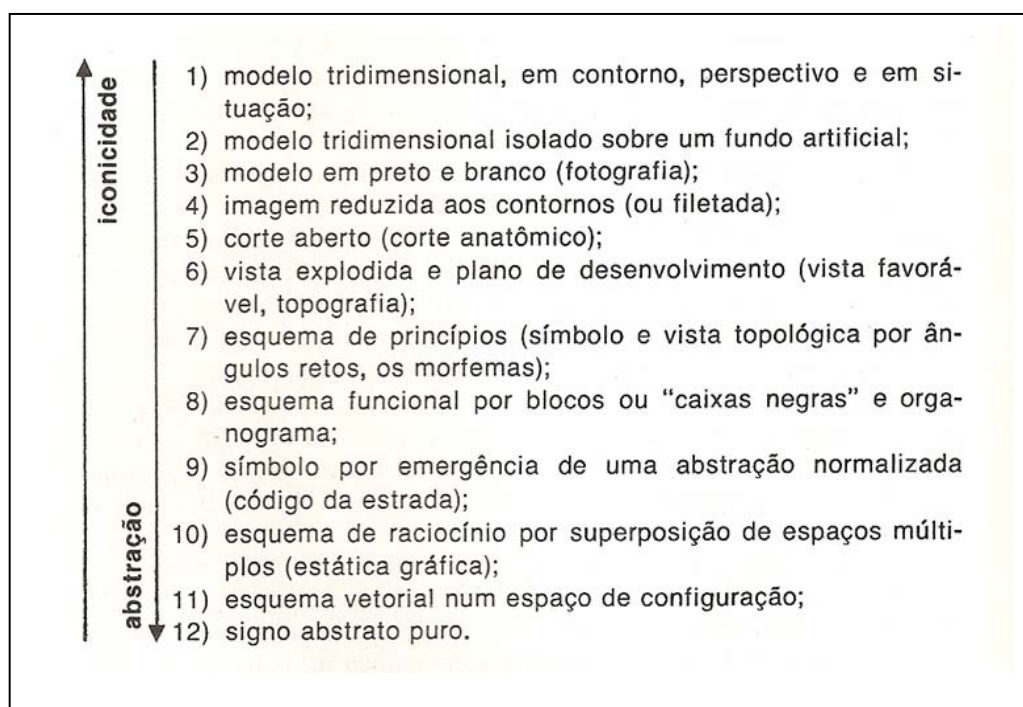 iconicidade
abstração
1) modelo tridimensional, em contorno, perspectivo e em si-
tuação;
2) modelo tridimensional isolado sobre um fundo artificial;
3) modelo em preto e branco (fotografia);
4) imagem reduzida aos contornos (ou filetada);
5) corte aberto (corte anatômico);
6) vista explodida e plano de desenvolvimento (vista favorá-
vel, topografia);
7) esquema de princípios (símbolo e vista topológica por ân-
gulos retos, os morfemas);
8) esquema funcional por blocos ou “caixas negras” e orga-
nograma;
9) símbolo por emergência de uma abstração normalizada
(código da estrada);
10) esquema de raciocínio por superposição de espaços múlti-
plos (estática gráfica);
11) esquema vetorial num espaço de configuração;
12) signo abstrato puro.